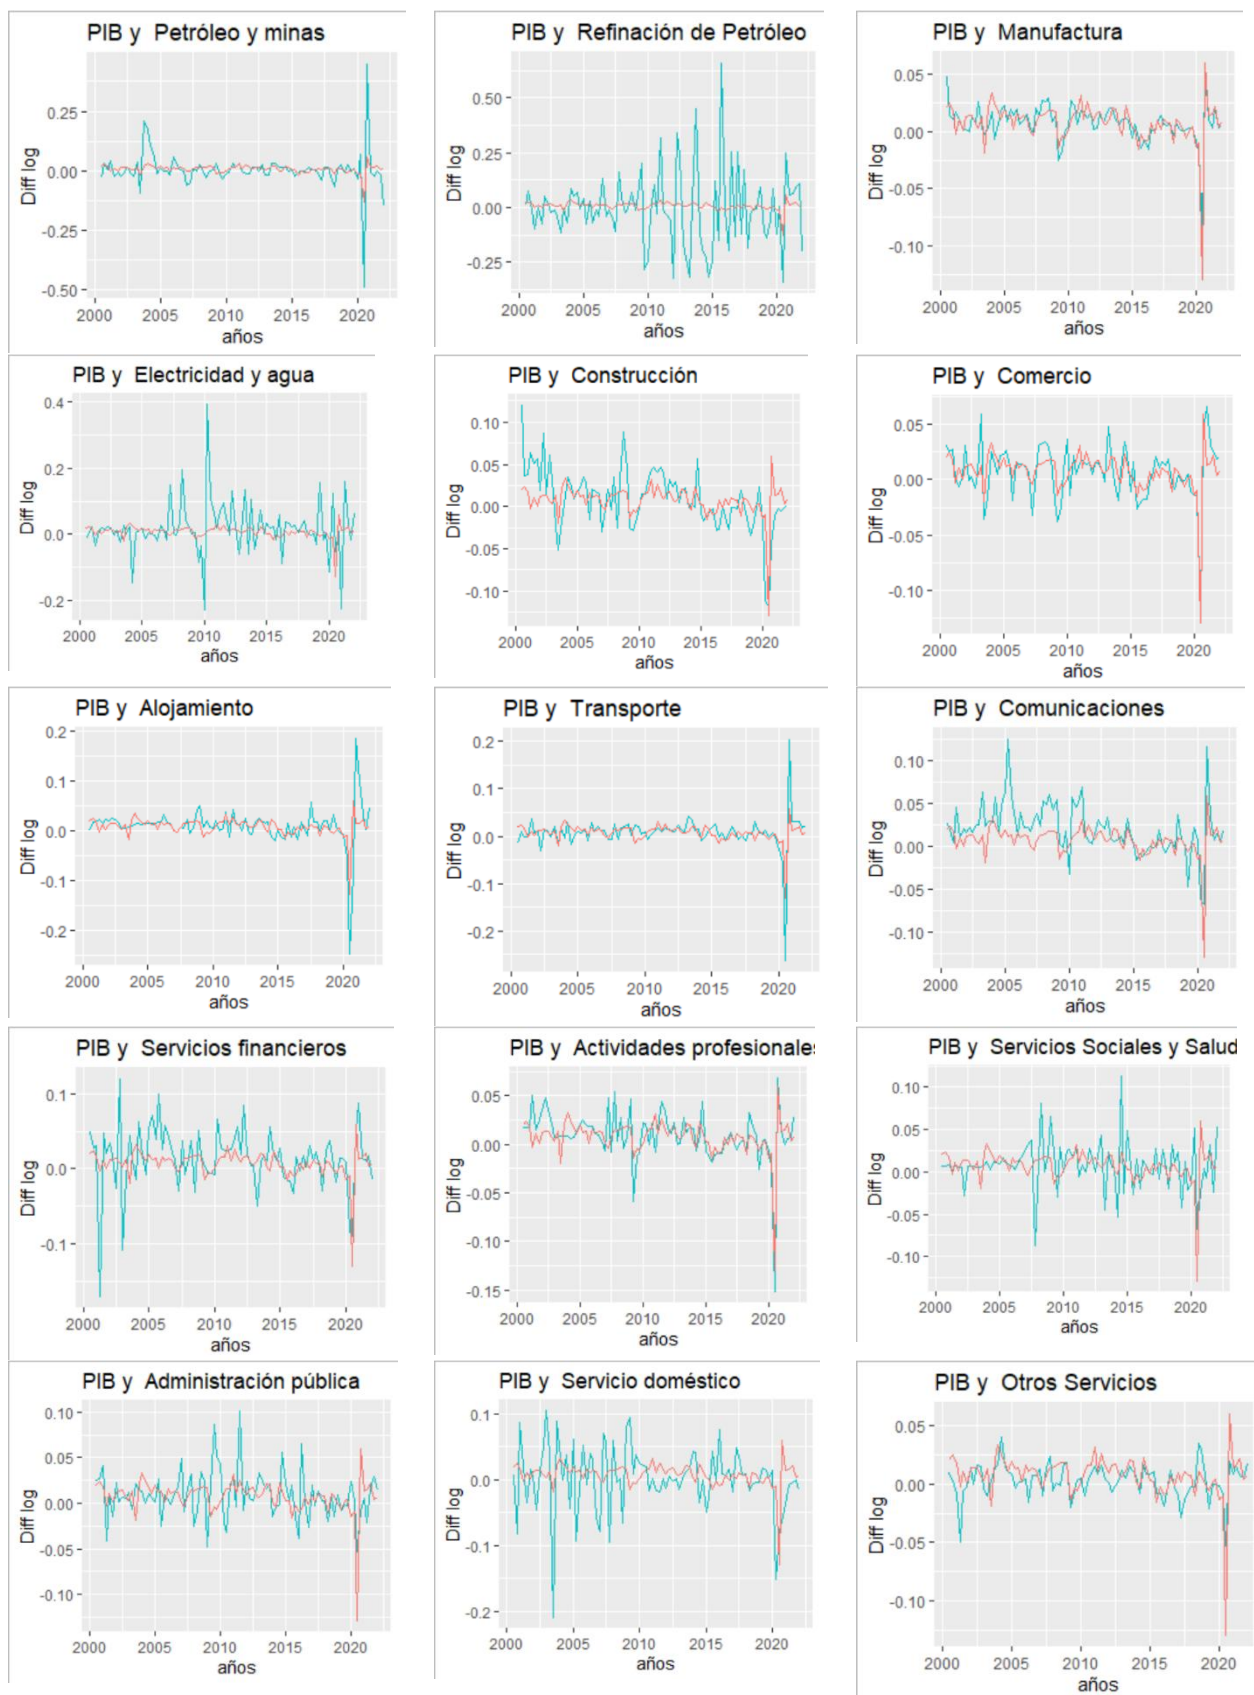 PIB y  Petróleo y minas
0.25
0.00
-0.25
-0.50
Diff log
2000 2005 2010 2015 2020
años
PIB y  Refinación de Petróleo
0.50
0.25
0.00
-0.25
Diff log
2000 2005 2010 2015 2020
años
PIB y  Manufactura
0.05
0.00
-0.05
-0.10
Diff log
2000 2005 2010 2015 2020
años
PIB y  Electricidad y agua
0.4
0.2
0.0
-0.2
Diff log
2000 2005 2010 2015 2020
años
PIB y  Construcción
0.10
0.05
0.00
-0.05
-0.10
Diff log
2000 2005 2010 2015 2020
años
PIB y  Comercio
0.05
0.00
-0.05
-0.10
Diff log
2000 2005 2010 2015 2020
años
PIB y  Alojamiento
0.2
0.1
0.0
-0.1
-0.2
Diff log
2000 2005 2010 2015 2020
años
PIB y  Transporte
0.2
0.1
0.0
-0.1
-0.2
Diff log
2000 2005 2010 2015 2020
años
PIB y  Comunicaciones
0.10
0.05
0.00
-0.05
-0.10
Diff log
2000 2005 2010 2015 2020
años
PIB y  Servicios financieros
0.1
0.0
-0.1
Diff log
2000 2005 2010 2015 2020
años
PIB y  Actividades profesionales
0.05
0.00
-0.05
-0.10
-0.15
Diff log
2000 2005 2010 2015 2020
años
PIB y  Servicios Sociales y Salud
0.10
0.05
0.00
-0.05
-0.10
Diff log
2000 2005 2010 2015 2020
años
PIB y  Administración pública
0.10
0.05
0.00
-0.05
-0.10
Diff log
2000 2005 2010 2015 2020
años
PIB y  Servicio doméstico
0.1
0.0
-0.1
-0.2
Diff log
2000 2005 2010 2015 2020
años
PIB y  Otros Servicios
0.05
0.00
-0.05
-0.10
Diff log
2000 2005 2010 2015 2020
años